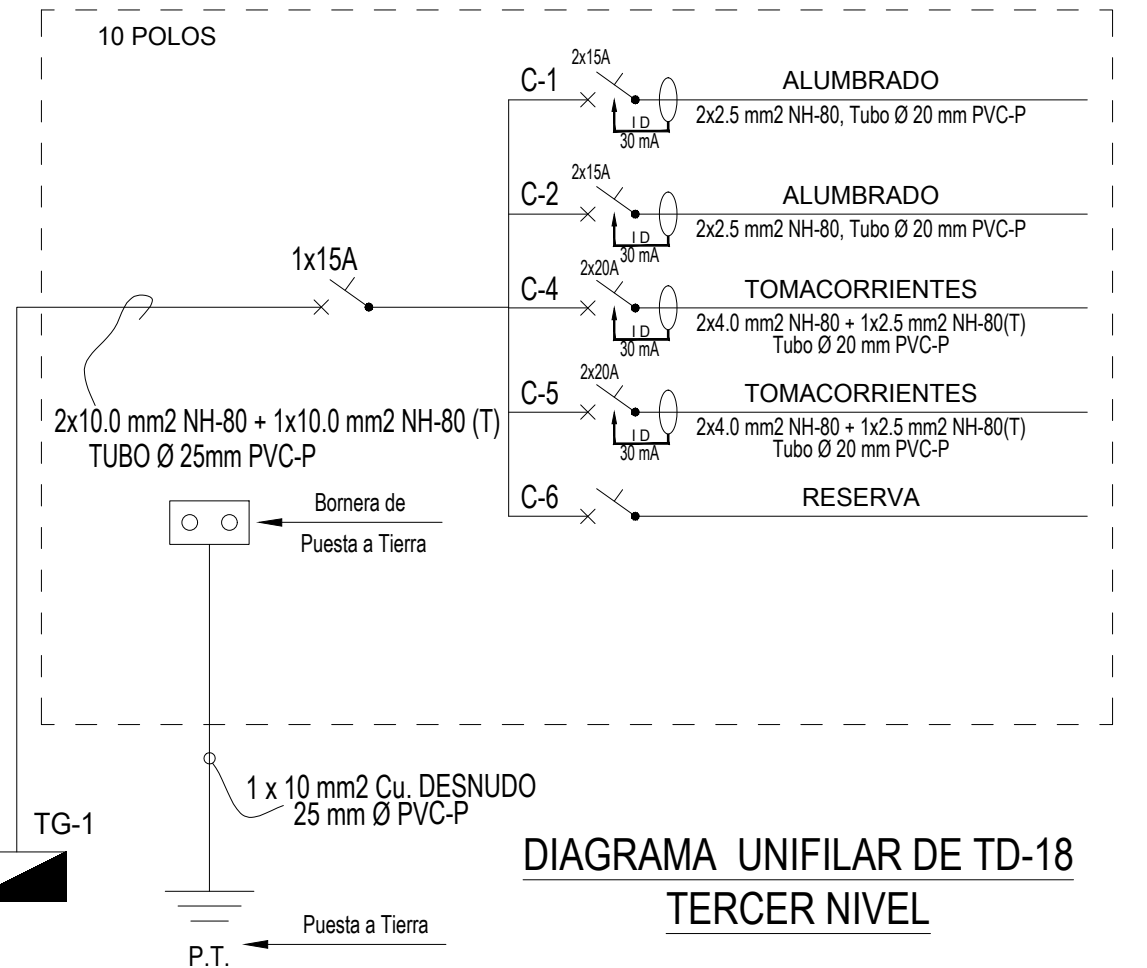 10 POLOS
2x15A
C-1
ALUMBRADO
2x2.5 mm2 NH-80, Tubo Ø 20 mm PVC-P
I D
30 mA
2x15A
C-2
ALUMBRADO
2x2.5 mm2 NH-80, Tubo Ø 20 mm PVC-P
I D
30 mA
1x15A
2x20A
C-4
TOMACORRIENTES
2x4.0 mm2 NH-80 + 1x2.5 mm2 NH-80(T)
Tubo Ø 20 mm PVC-P
I D
30 mA
2x20A
C-5
TOMACORRIENTES
2x4.0 mm2 NH-80 + 1x2.5 mm2 NH-80(T)
Tubo Ø 20 mm PVC-P
I D
30 mA
2x10.0 mm2 NH-80 + 1x10.0 mm2 NH-80 (T)
TUBO Ø 25mm PVC-P
C-6
RESERVA
Bornera de
Puesta a Tierra
1 x 10 mm2 Cu. DESNUDO
25 mm Ø PVC-P
TG-1
DIAGRAMA UNIFILAR DE TD-18
TERCER NIVEL
Puesta a Tierra
P.T.